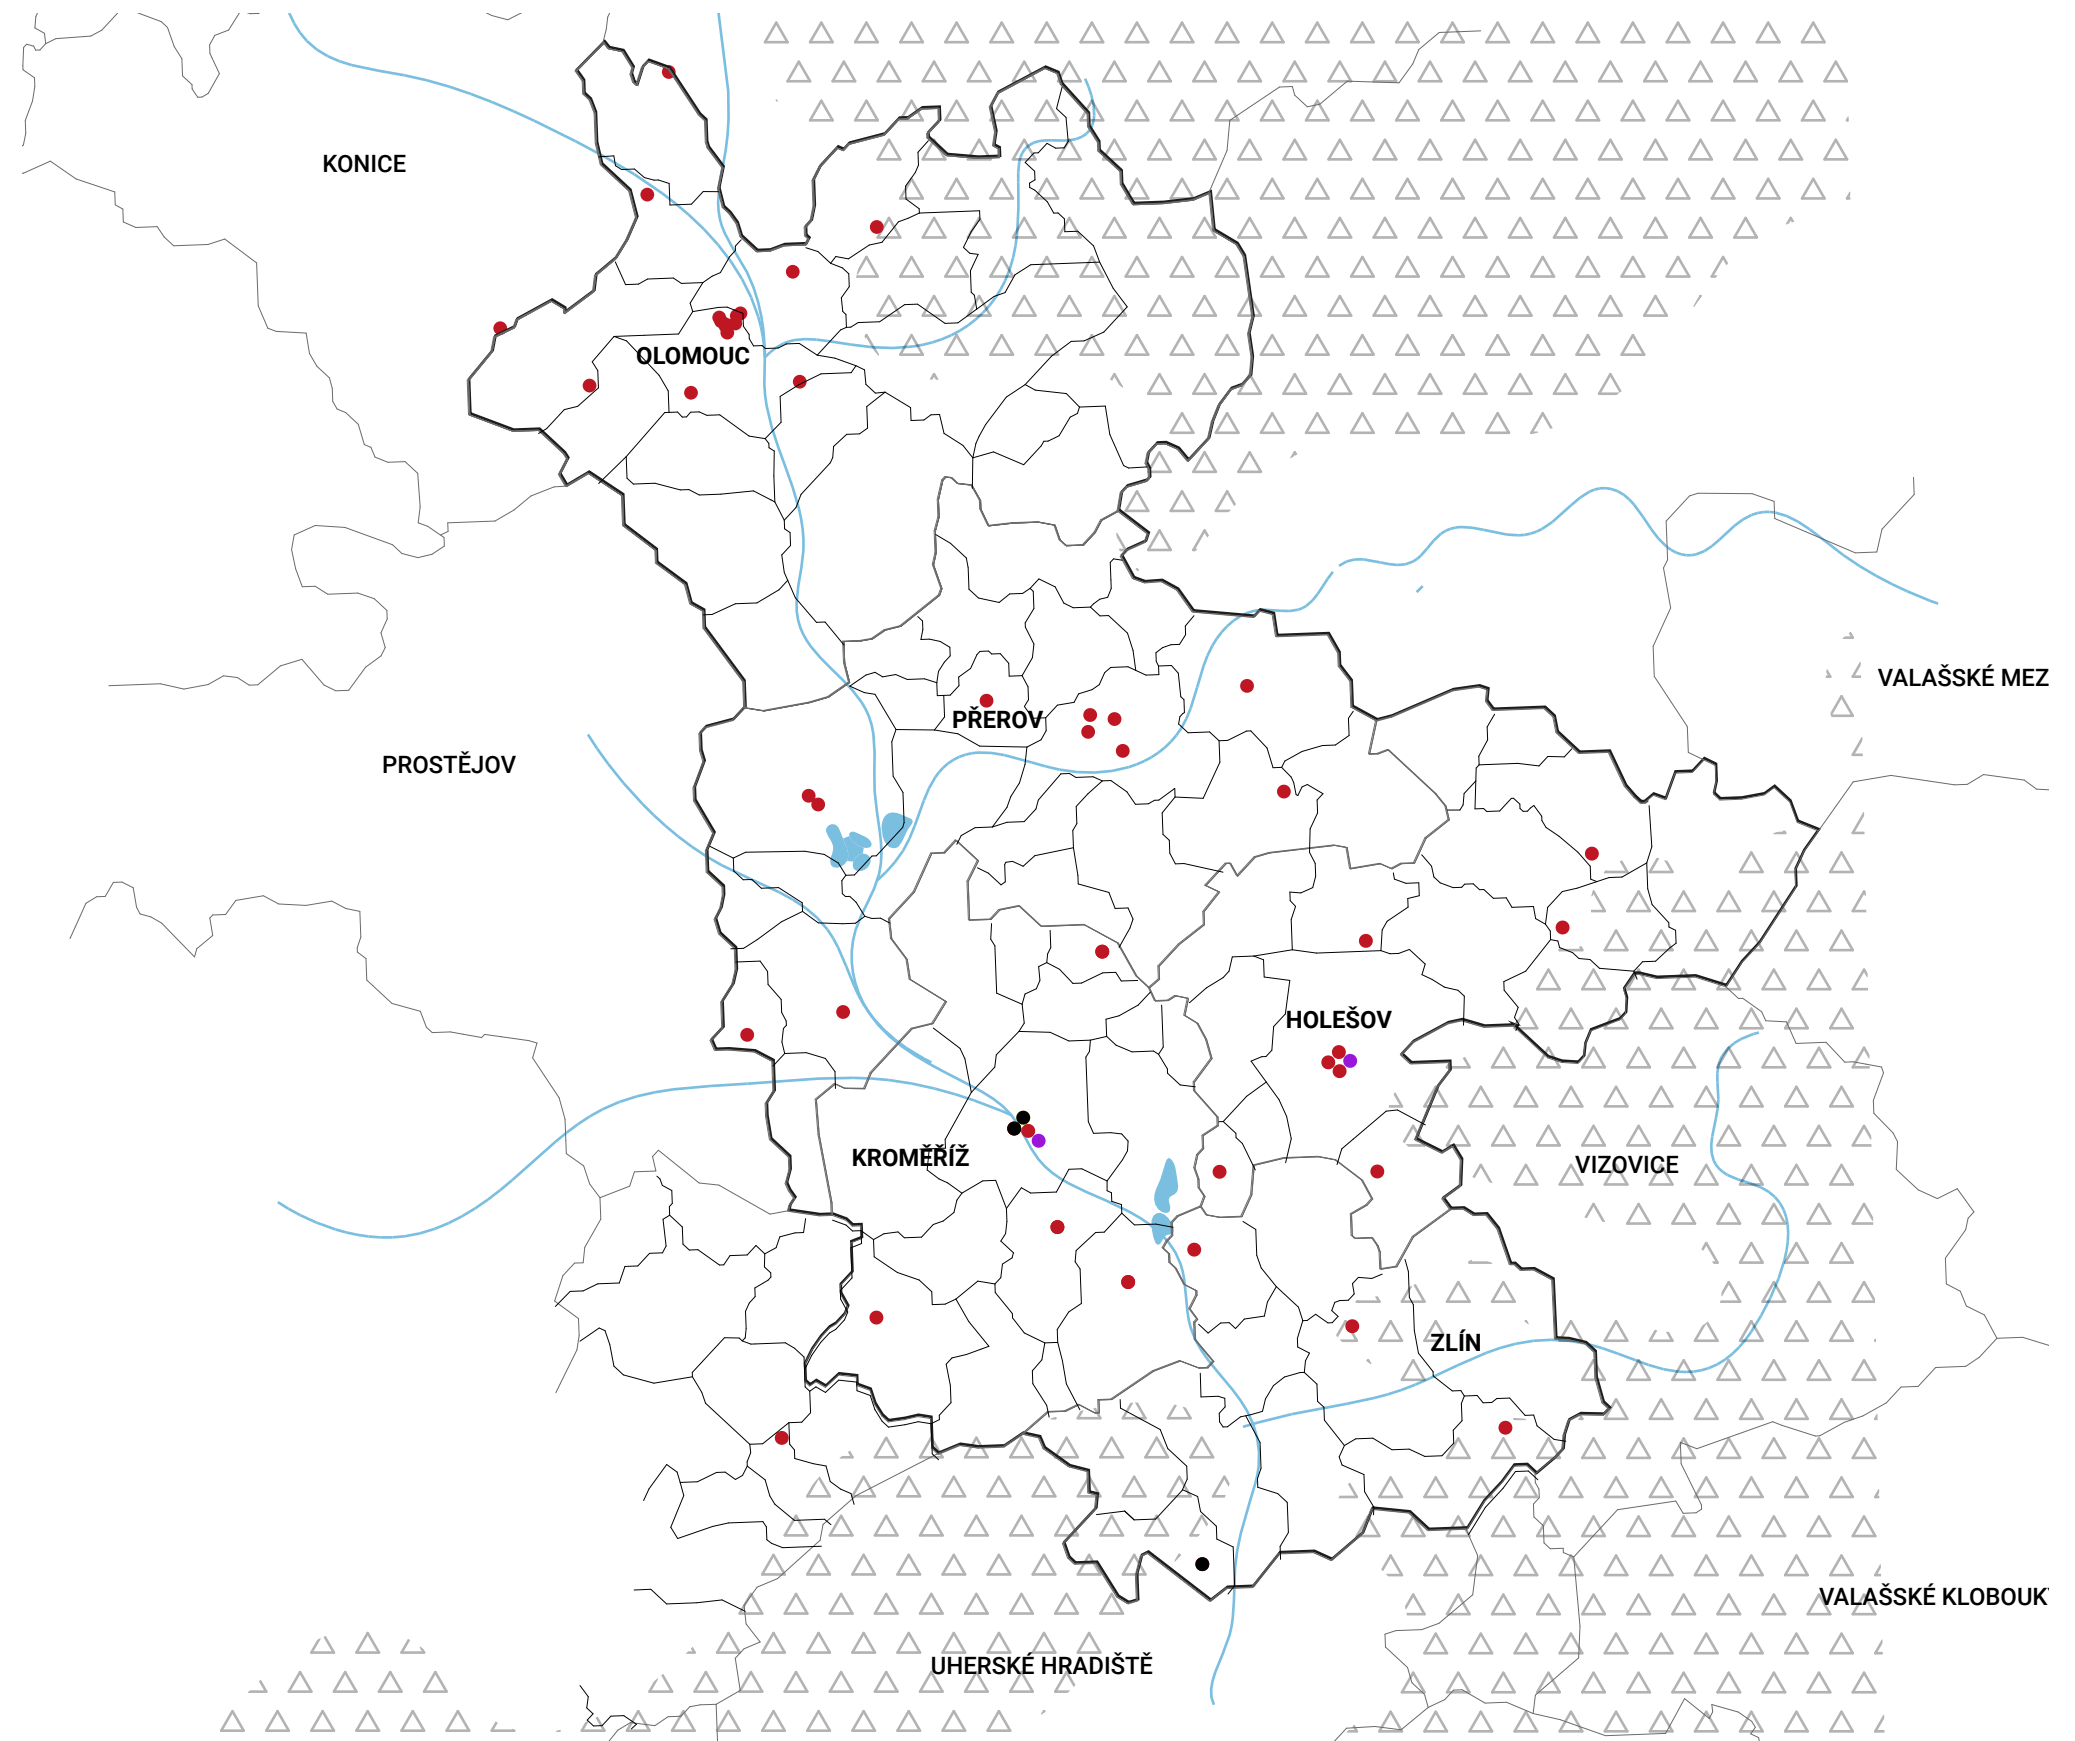 KONICE
OLOMOUC
VALAŠSKÉ MEZ
PŘEROV
PROSTĚJOV
HOLEŠOV
KROMĚŘÍŽ
VIZOVICE
ZLÍN
VALAŠSKÉ KLOBOUK
UHERSKÉ HRADIŠTĚ